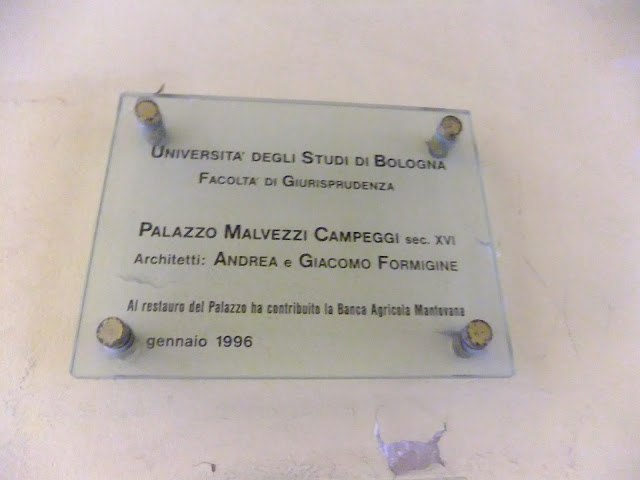 UNIVERSITA' DEGLI STUDI DI BOLOGNA
FACOLTA' DI GIURISPRUDENZA
PALAZZO MALVEZZI CAMPEGGI sec. XVI
Architetti: ANDREA e GIACOMO FORMIGINE
Al restauro del Palazzo ha contribuito la Banca Agricola Mantovana
gennaio 1996